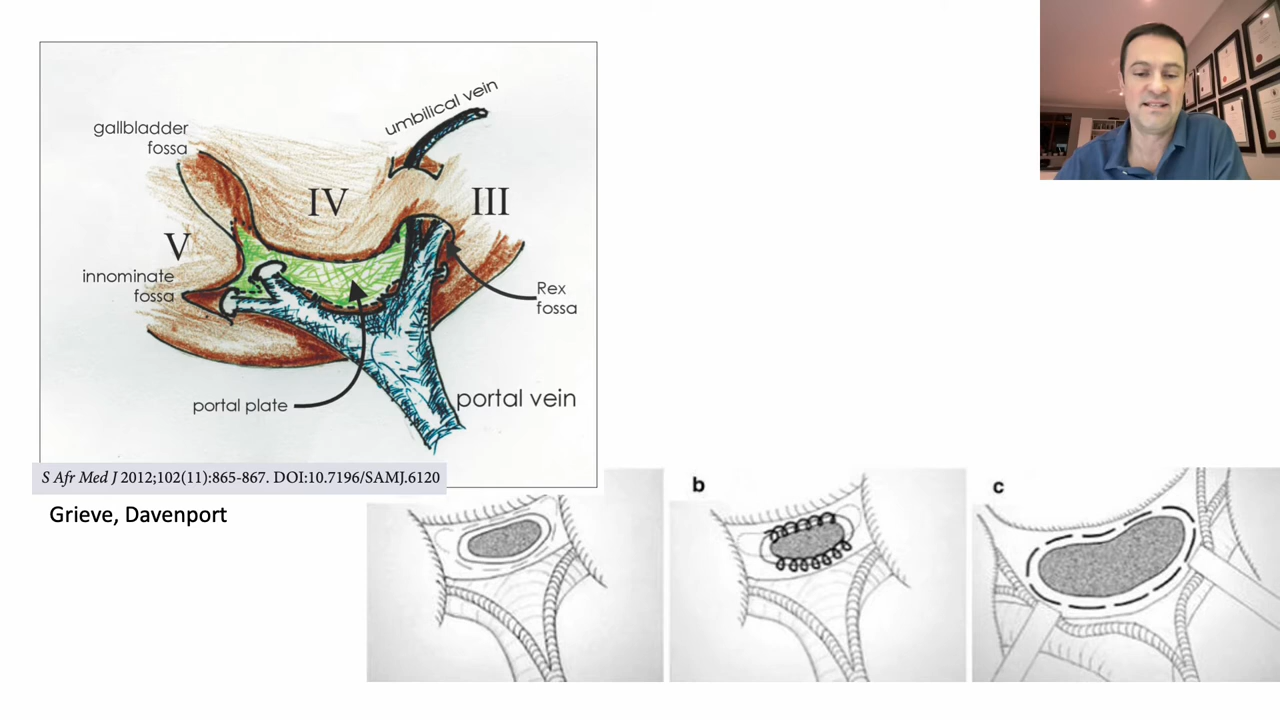 umbilical vein
gallbladder
fossa
IV
III
V
innominate
fossa
Rex
fossa
portal plate
portal vein
S Afr Med J 2012;102(11):865-867. DOI:10.7196/SAMJ.6120
Grieve, Davenport
b
c